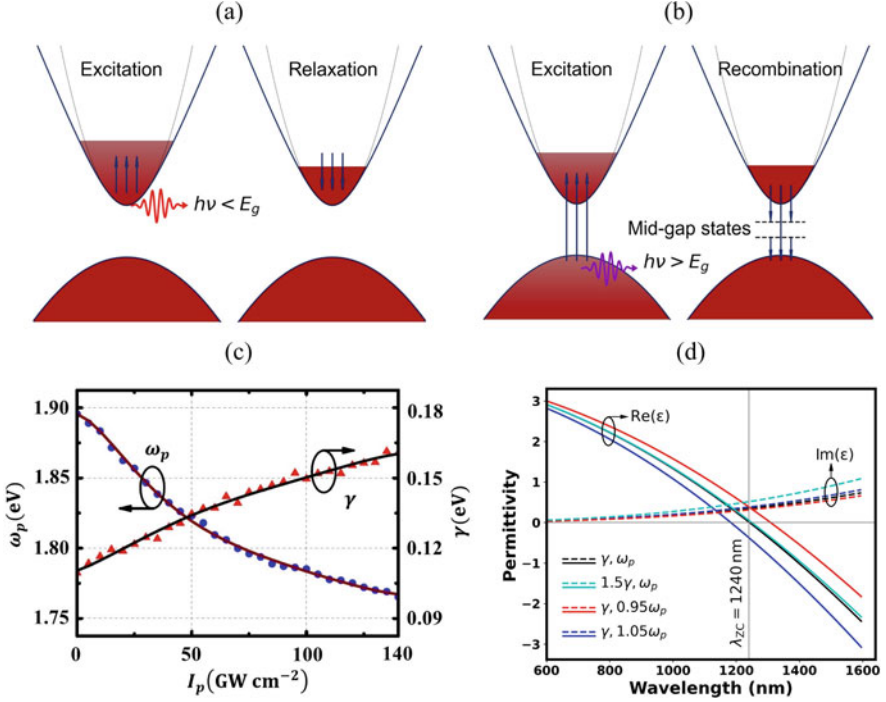 (a)
Excitation
Relaxation
hν < E_g
(b)
Excitation
Recombination
Mid-gap states
hν > E_g
(c)
ω_p(eV)
1.90
1.85
1.80
1.75
ω_p
γ
0.18
0.15
0.12
0.09
γ(eV)
0
50
100
140
I_p(GW cm⁻²)
(d)
Permittivity
3
2
1
0
−1
−2
−3
Re(ε)
Im(ε)
γ, ω_p
1.5γ, ω_p
γ, 0.95ω_p
γ, 1.05ω_p
λ_ZC = 1240 nm
600
800
1000
1200
1400
1600
Wavelength (nm)